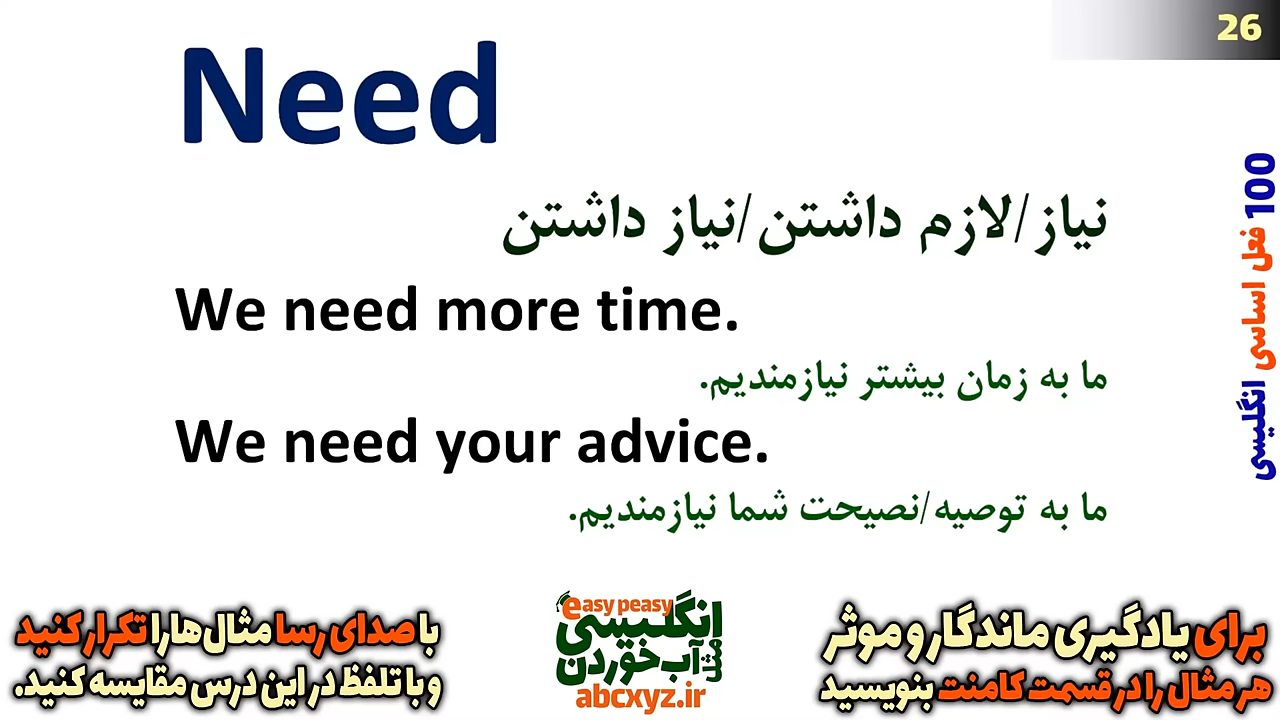 26
Need
نیاز/لازم داشتن/نیاز داشتن
We need more time.
ما به زمان بیشتر نیازمندیم.
We need your advice.
ما به توصیه/نصیحت شما نیازمندیم.
100 فعل اساسی انگلیسی
برای یادگیری ماندگار و موثر
هر مثال را در قسمت کامنت بنویسید
easy peasy
انگلیسی
مثل آب خوردن
abcxyz.ir
با صدای رسا مثال‌ها را تکرار کنید
و با تلفظ در این درس مقایسه کنید.